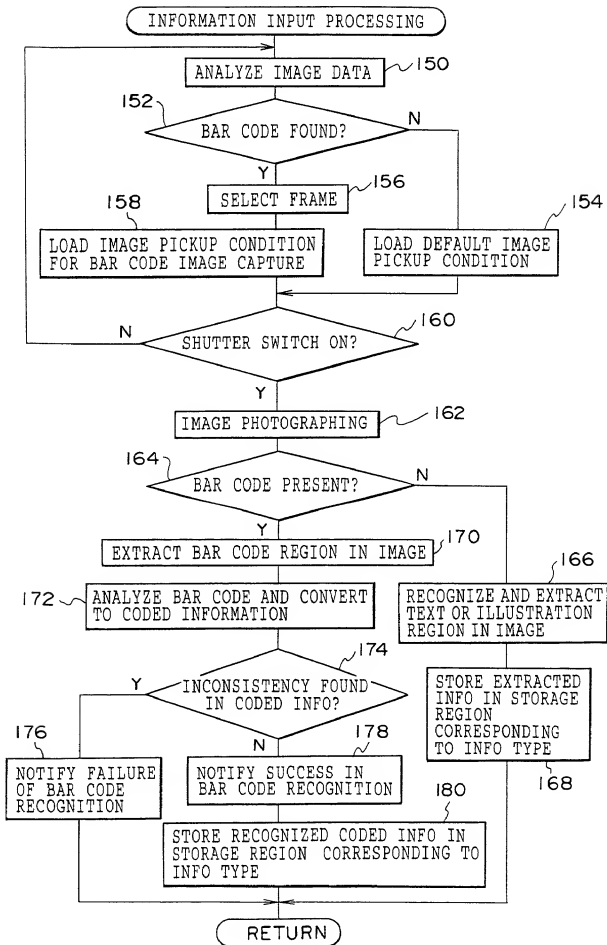 INFORMATION INPUT PROCESSING
ANALYZE IMAGE DATA
150
152
BAR CODE FOUND?
N
Y
156
SELECT FRAME
158
154
LOAD IMAGE PICKUP CONDITION
FOR BAR CODE IMAGE CAPTURE
LOAD DEFAULT IMAGE
PICKUP CONDITION
N
160
SHUTTER SWITCH ON?
Y
IMAGE PHOTOGRAPHING
162
164
BAR CODE PRESENT?
N
Y
EXTRACT BAR CODE REGION IN IMAGE
170
166
172
ANALYZE BAR CODE AND CONVERT
TO CODED INFORMATION
RECOGNIZE AND EXTRACT
TEXT OR ILLUSTRATION
REGION IN IMAGE
174
Y
INCONSISTENCY FOUND
IN CODED INFO?
STORE EXTRACTED
INFO IN STORAGE
REGION
CORRESPONDING
TO INFO TYPE
168
176
N
178
NOTIFY FAILURE
OF BAR CODE
RECOGNITION
NOTIFY SUCCESS IN
BAR CODE RECOGNITION
180
STORE RECOGNIZED CODED INFO IN
STORAGE REGION CORRESPONDING TO
INFO TYPE
RETURN